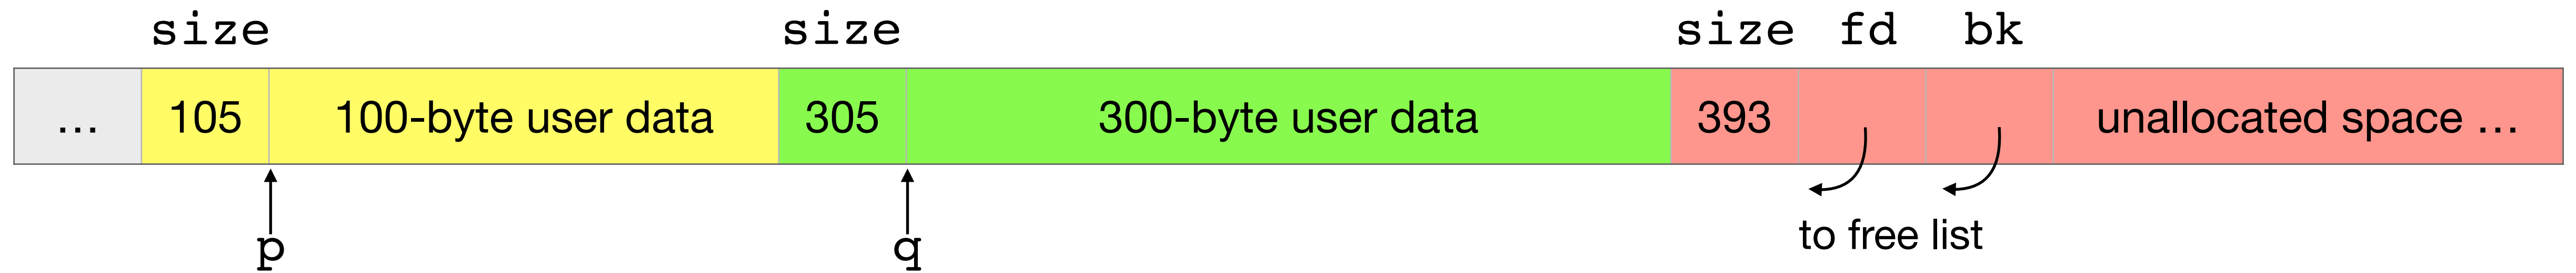 size size size fd bk
... 105 100-byte user data 305 300-byte user data 393 unallocated space ...
to free list
p q